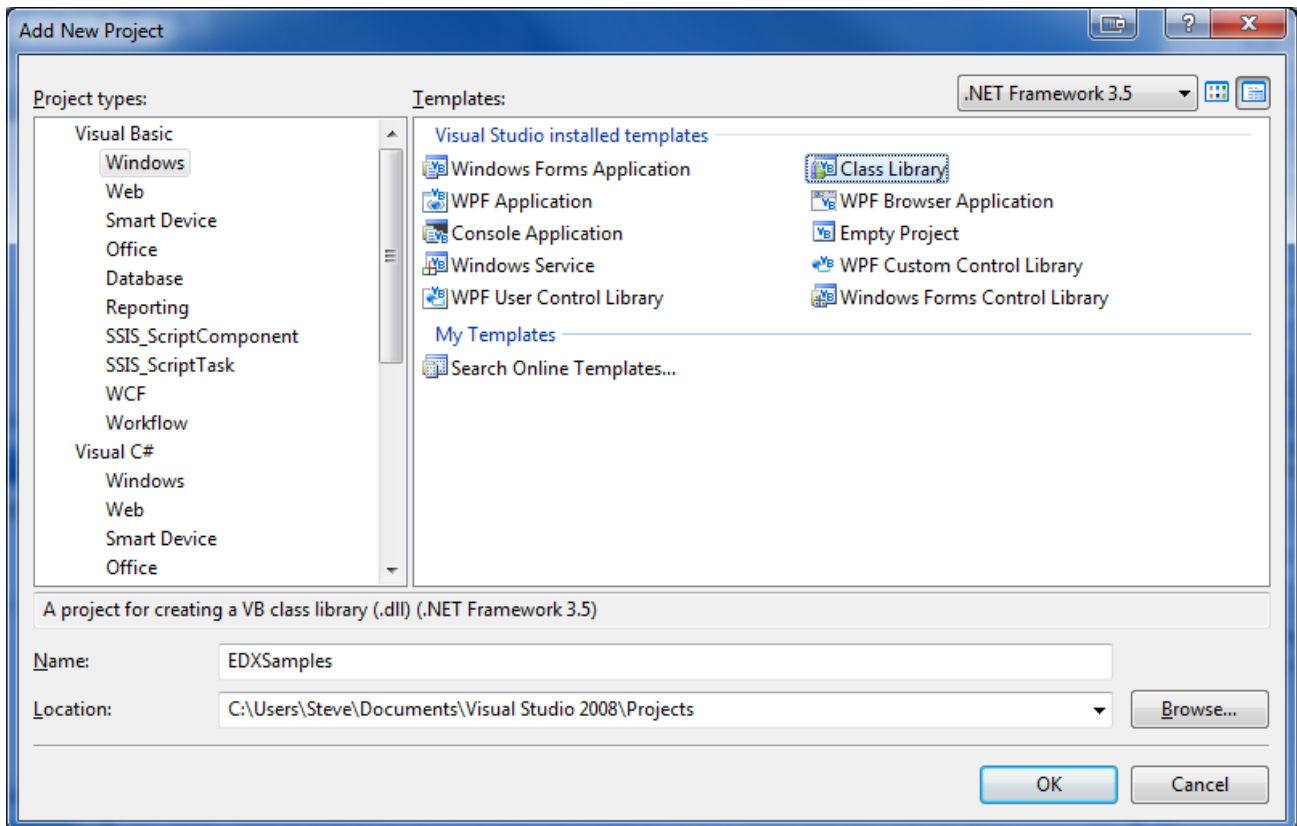 Add New Project
Project types:
Templates:
.NET Framework 3.5
Visual Basic
Windows
Web
Smart Device
Office
Database
Reporting
SSIS_ScriptComponent
SSIS_ScriptTask
WCF
Workflow
Visual C#
Windows
Web
Smart Device
Office
Visual Studio installed templates
Windows Forms Application
Class Library
WPF Application
WPF Browser Application
Console Application
Empty Project
Windows Service
WPF Custom Control Library
WPF User Control Library
Windows Forms Control Library
My Templates
Search Online Templates...
A project for creating a VB class library (.dll) (.NET Framework 3.5)
Name:
EDXSamples
Location:
C:\Users\Steve\Documents\Visual Studio 2008\Projects
Browse...
OK
Cancel